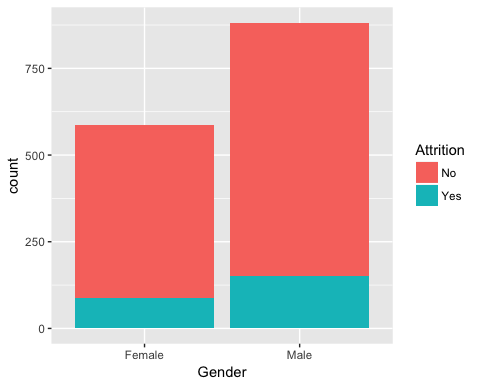 count
750
500
250
0
Female Male
Gender
Attrition
No
Yes